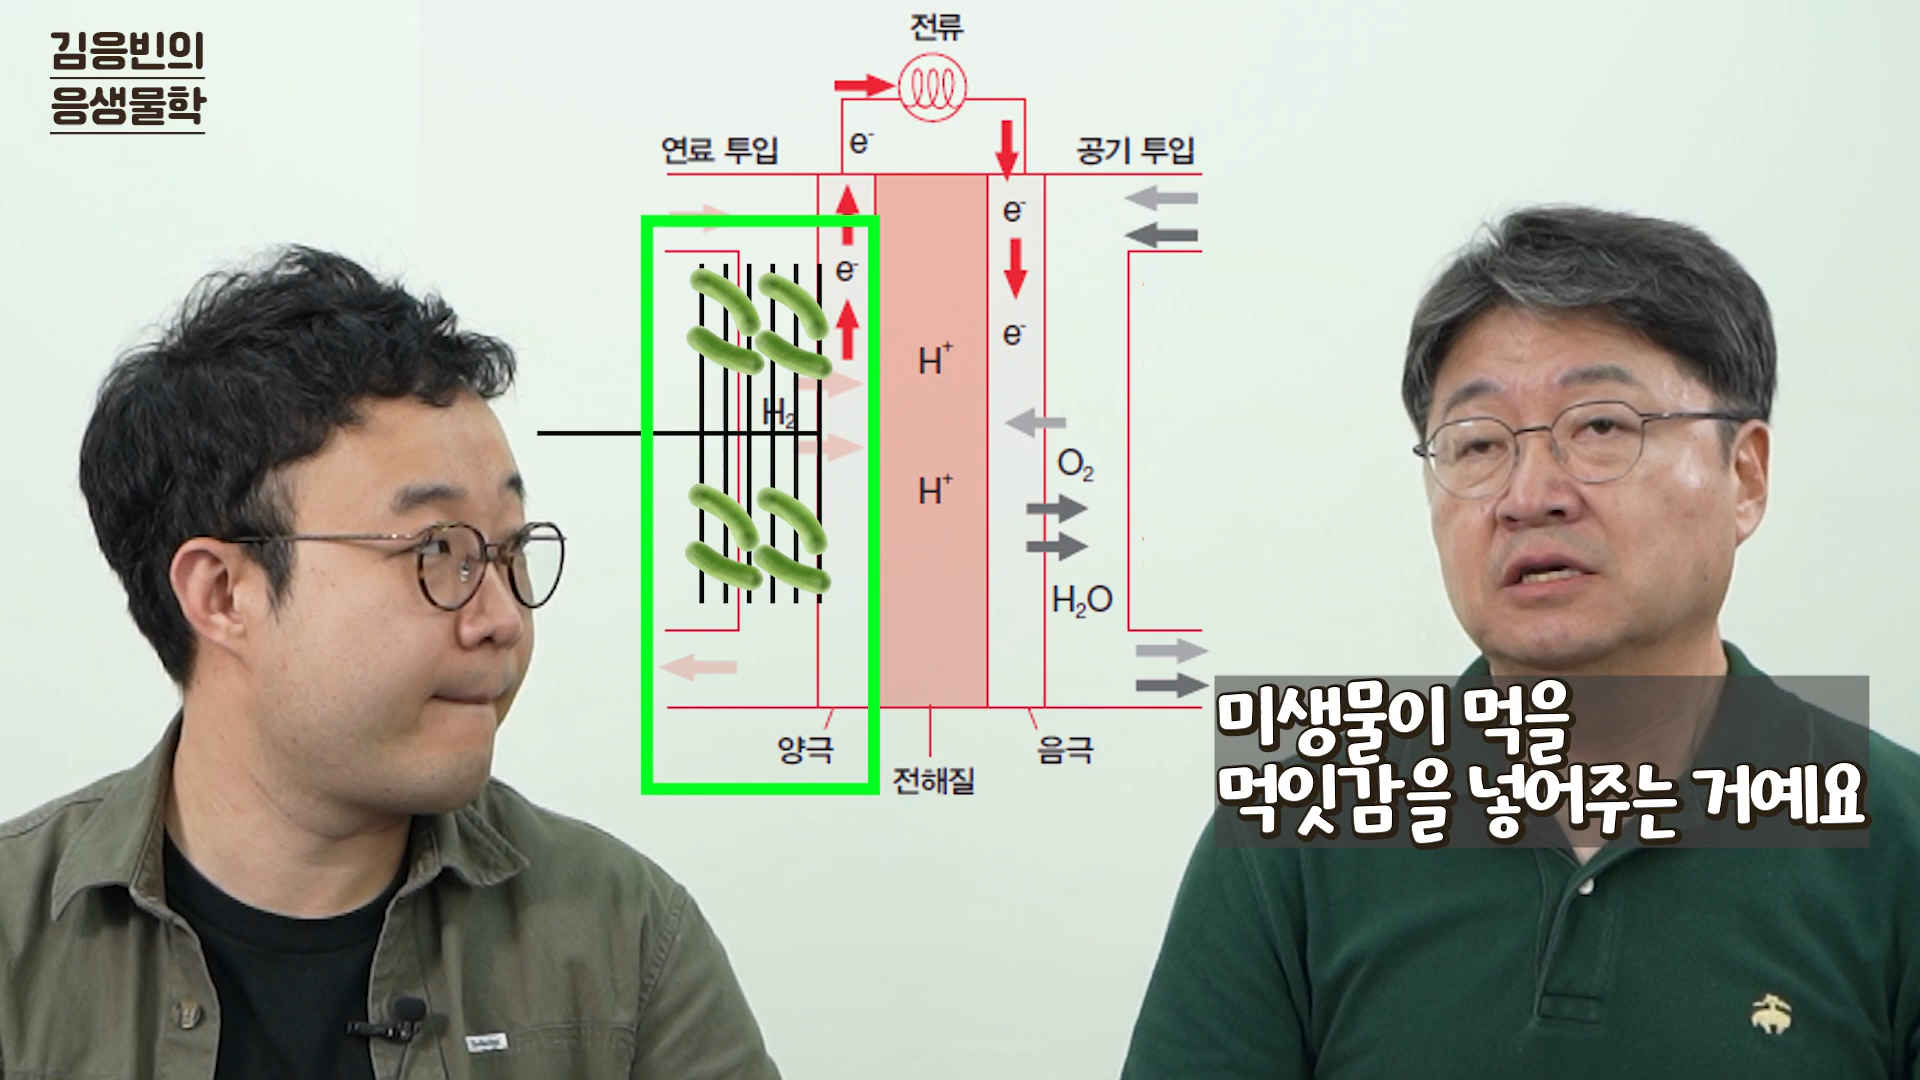 김응빈의
응생물학
전류
연료 투입
e-
공기 투입
e-
e-
e-
H+
H2
O2
H+
H2O
양극
전해질
음극
미생물이 먹을
먹잇감을 넣어주는 거예요